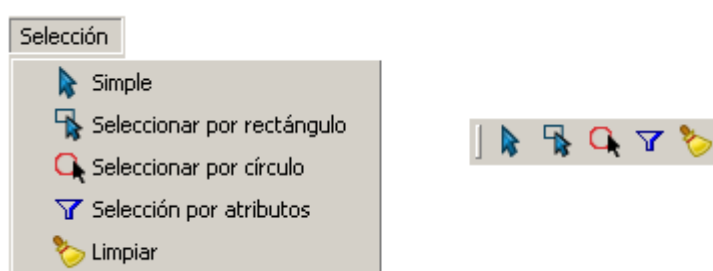 Selección
Simple
Seleccionar por rectángulo
Seleccionar por círculo
Selección por atributos
Limpiar